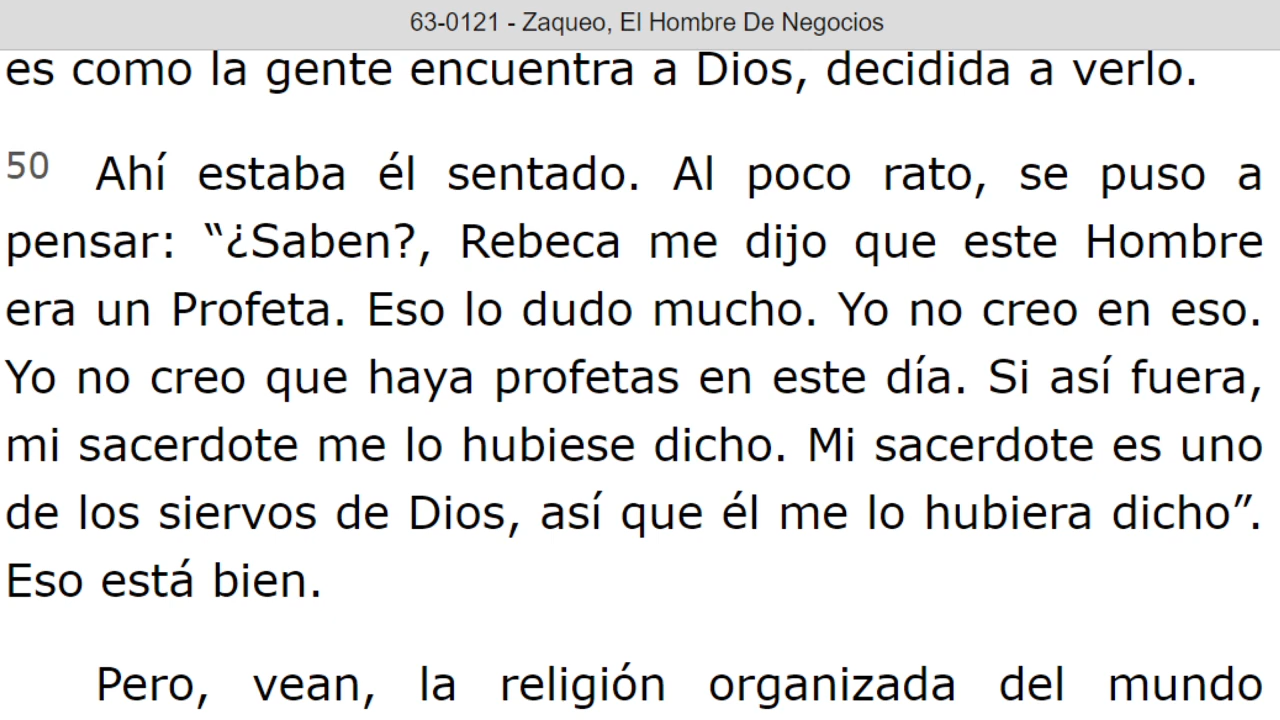 63-0121 - Zaqueo, El Hombre De Negocios
es como la gente encuentra a Dios, decidida a verlo.
50 Ahí estaba él sentado. Al poco rato, se puso a
pensar: “¿Saben?, Rebeca me dijo que este Hombre
era un Profeta. Eso lo dudo mucho. Yo no creo en eso.
Yo no creo que haya profetas en este día. Si así fuera,
mi sacerdote me lo hubiese dicho. Mi sacerdote es uno
de los siervos de Dios, así que él me lo hubiera dicho”.
Eso está bien.
Pero, vean, la religión organizada del mundo